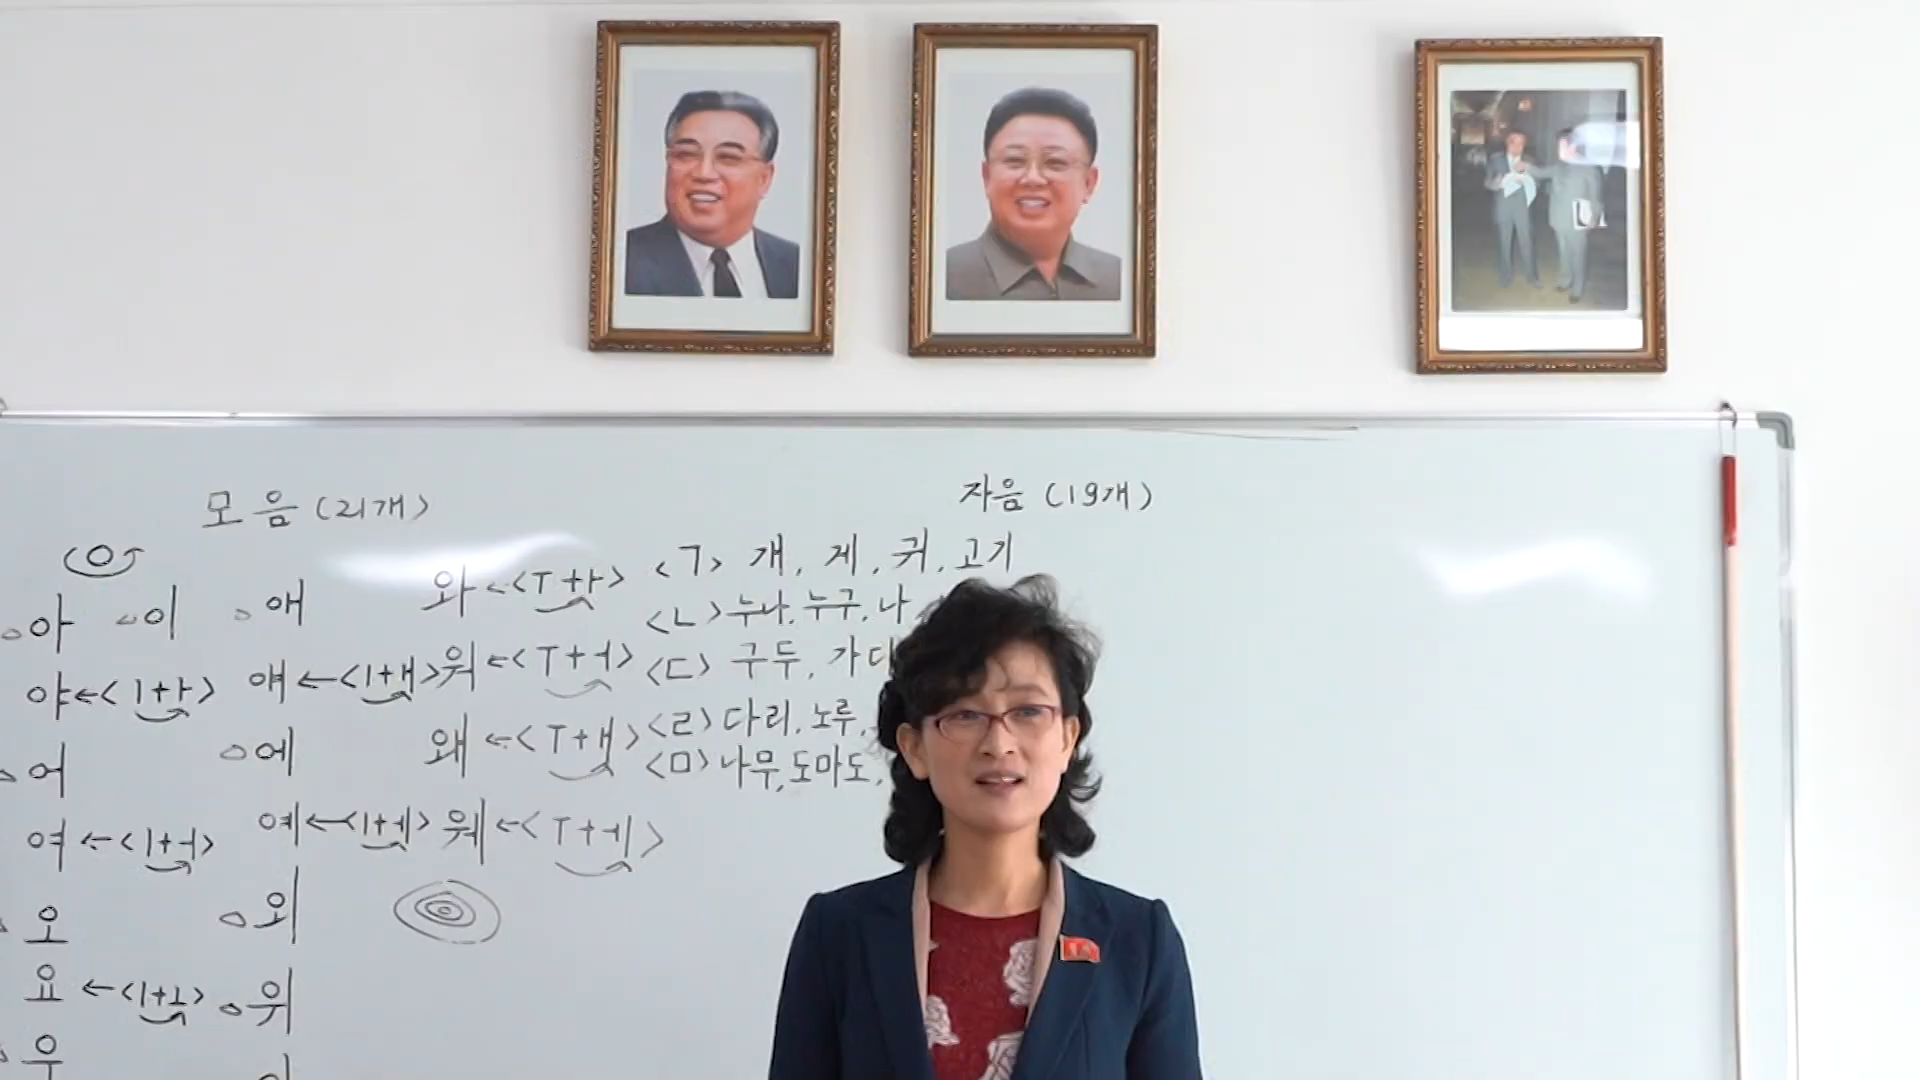 모음 (21개)
아 이 애
야 ← <ㅣ+ㅏ> 얘 ← <ㅣ+ㅐ>
어 에
여 ← <ㅣ+ㅓ> 예 ← <ㅣ+ㅔ>
오 외
요 ← <ㅣ+ㅗ> 위
우
와 ← <ㅜ+ㅏ>
워 ← <ㅜ+ㅓ>
왜 ← <ㅜ+ㅐ>
웨 ← <ㅜ+ㅔ>
자음 (19개)
<ㄱ> 개, 게, 귀, 고기
<ㄴ> 누나, 누구, 나
<ㄷ> 구두, 가
<ㄹ> 다리, 노루,
<ㅁ> 나무, 도마도,